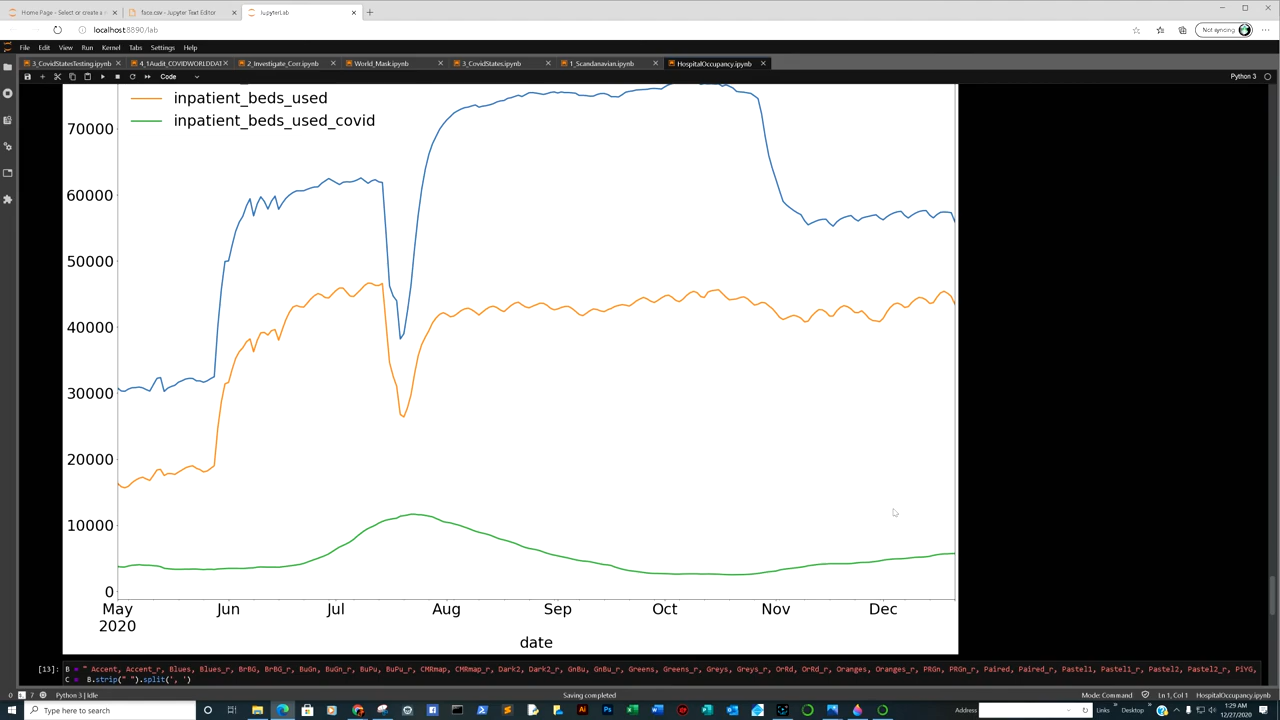 Home Page - Select or create a n
face.csv - Jupyter Text Editor
JupyterLab
localhost:8890/lab
Not syncing
File Edit View Run Kernel Tabs Settings Help
3_CovidStatesTesting.ipynb
4_1Audit_COVIDWORLDDAT
2_Investigate_Corr.ipynb
World_Mask.ipynb
3_CovidStates.ipynb
1_Scandanavian.ipynb
HospitalOccupancy.ipynb
Code
Python 3
inpatient_beds_used
inpatient_beds_used_covid
70000
60000
50000
40000
30000
20000
10000
0
May Jun Jul Aug Sep Oct Nov Dec
2020
date
[13]: B = " Accent, Accent_r, Blues, Blues_r, BrBG, BrBG_r, BuGn, BuGn_r, BuPu, BuPu_r, CMRmap, CMRmap_r, Dark2, Dark2_r, GnBu, GnBu_r, Greens, Greens_r, Greys, Greys_r, OrRd, OrRd_r, Oranges, Oranges_r, PRGn, PRGn_r, Paired, Paired_r, Pastel1, Pastel1_r, Pastel2, Pastel2_r, PiYG,
C = B.strip(" ").split(', ')
0 7 Python 3 | Idle
Saving completed
Mode: Command Ln 1, Col 1 HospitalOccupancy.ipynb
Type here to search
Address
Links
Desktop
1:29 AM
12/27/2020